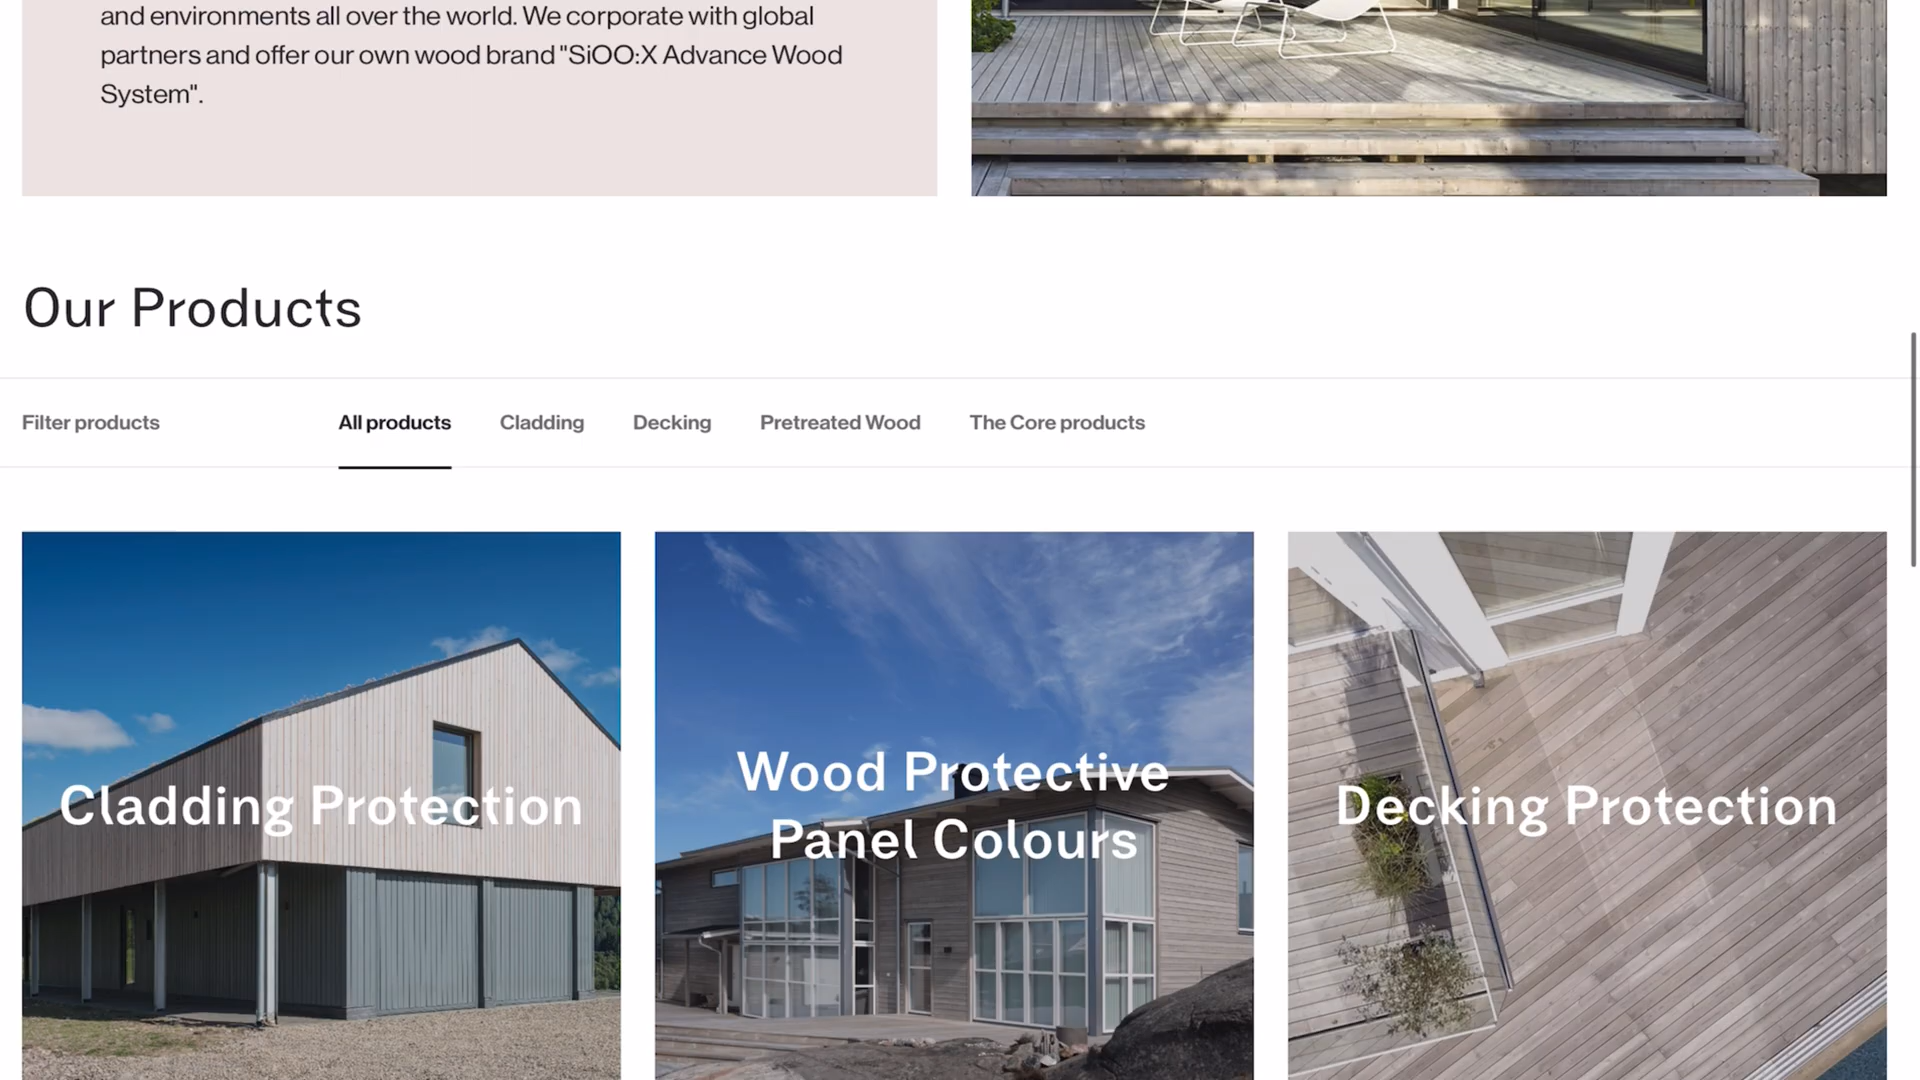 and environments all over the world. We corporate with global
partners and offer our own wood brand "SiOO:X Advance Wood
System".
Our Products
Filter products
All products
Cladding
Decking
Pretreated Wood
The Core products
Cladding Protection
Wood Protective
Panel Colours
Decking Protection